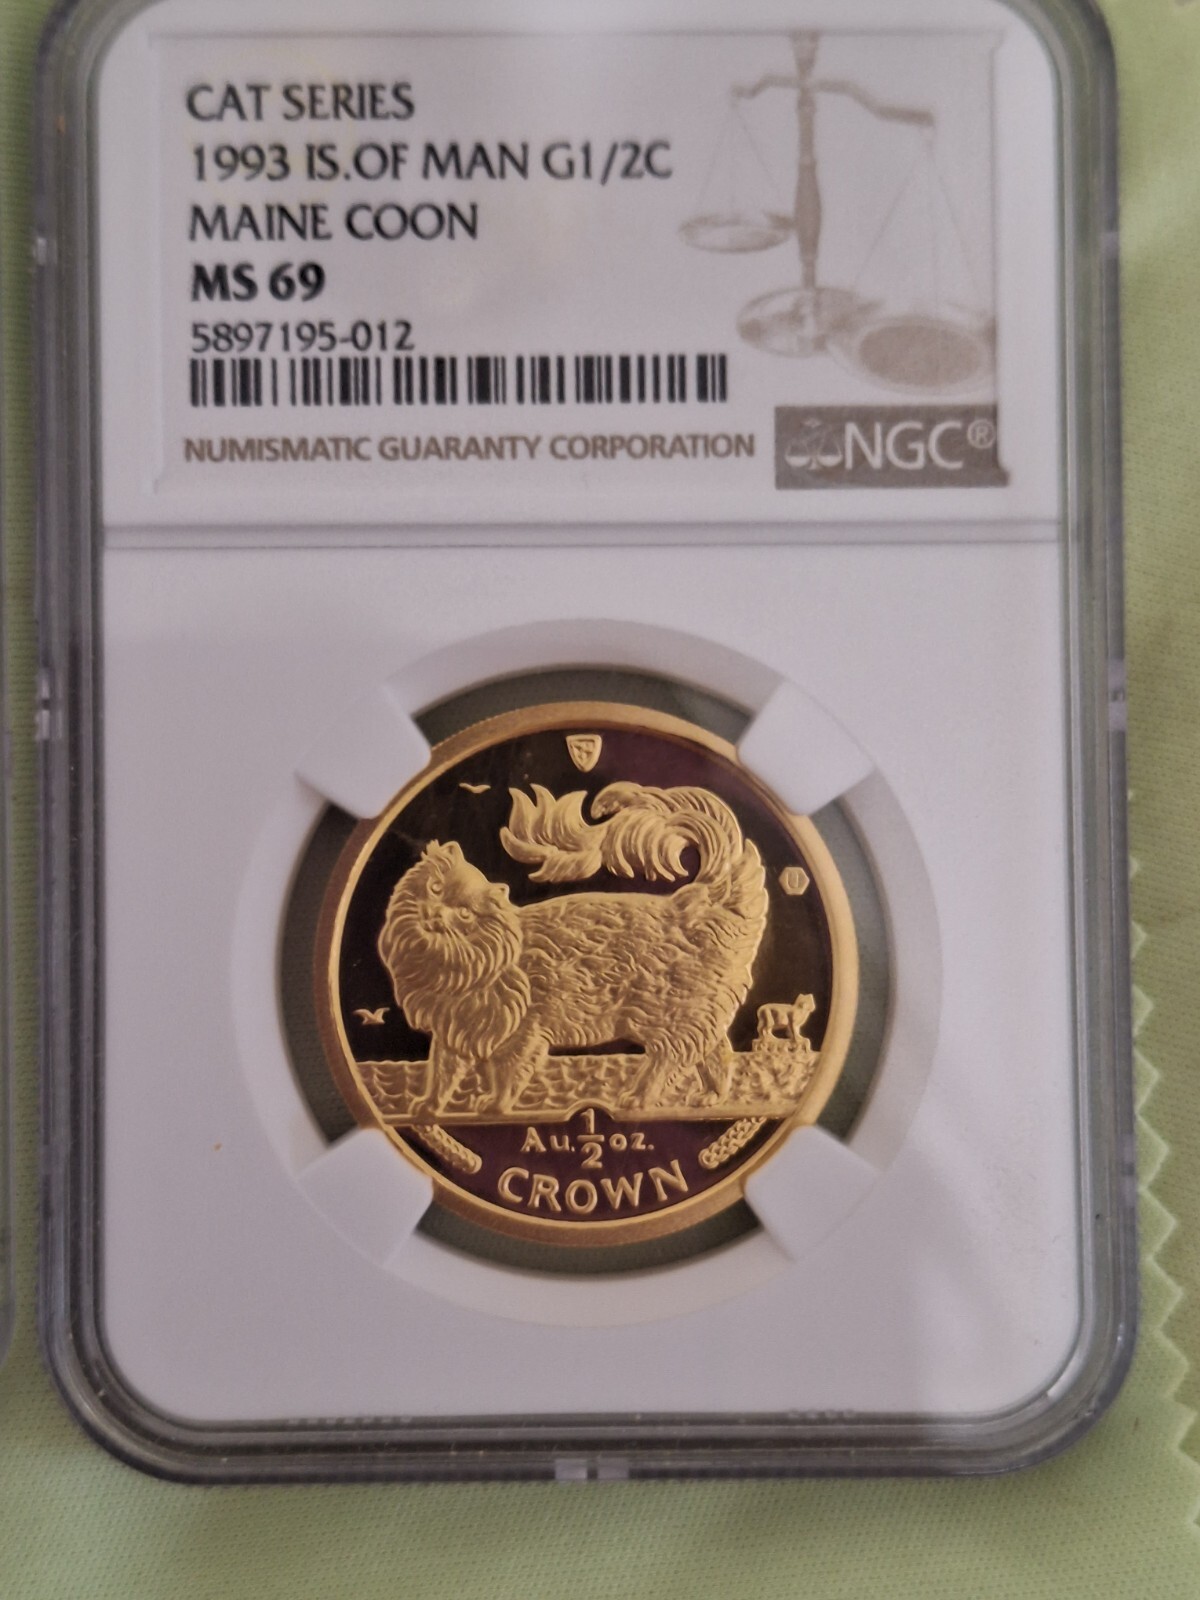 CAT SERIES
1993 IS.OF MAN G1/2C
MAINE COON
MS 69
5897195-012
NUMISMATIC GUARANTY CORPORATION
NGC®
Au. 1/2 oz.
CROWN